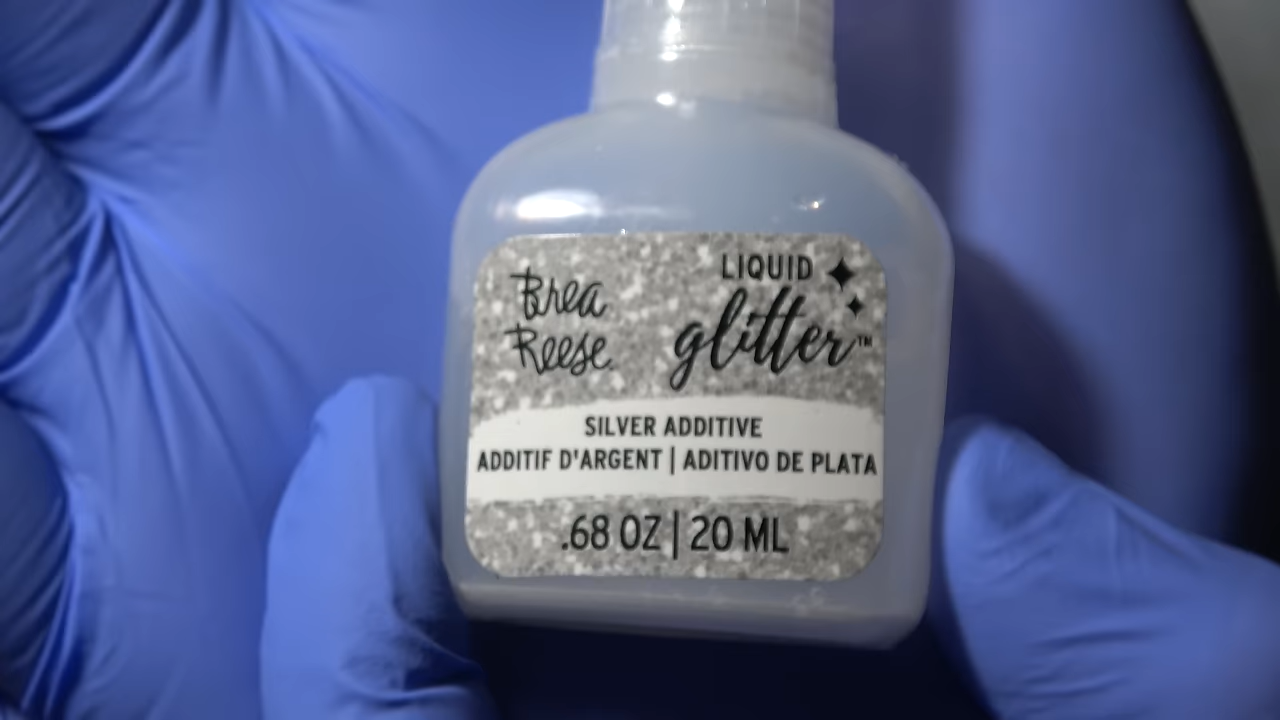 Brea
Reese
LIQUID
glitter™
SILVER ADDITIVE
ADDITIF D'ARGENT | ADITIVO DE PLATA
.68 OZ | 20 ML